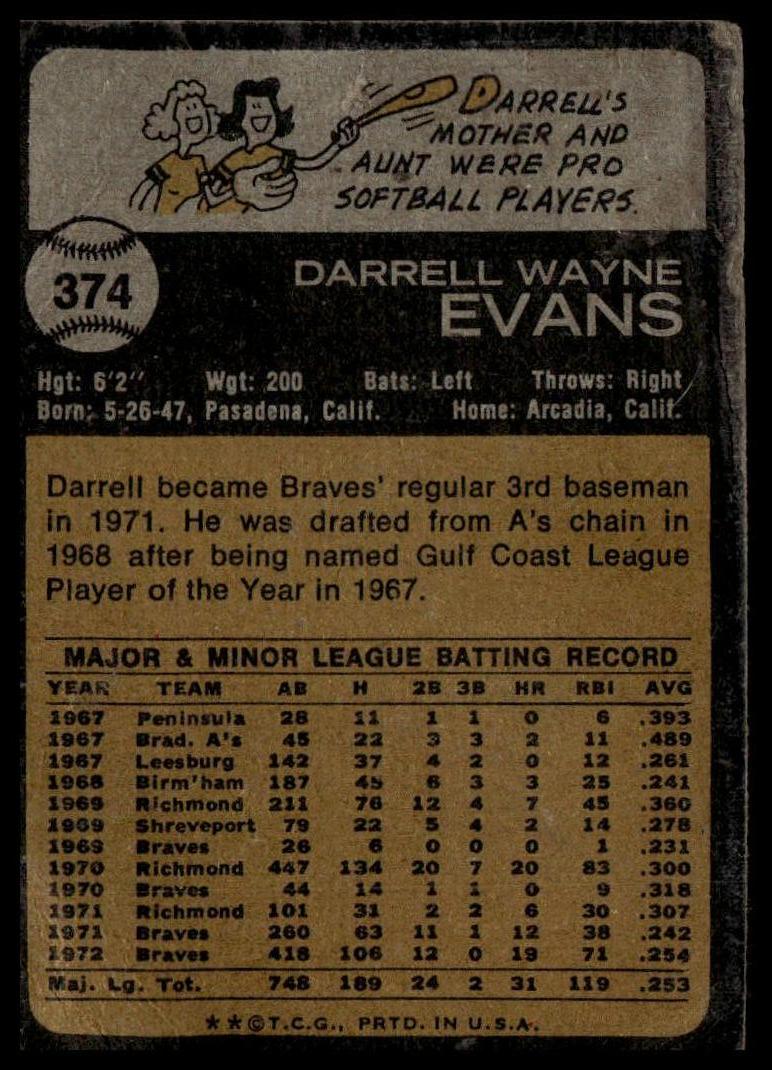 DARRELL'S
MOTHER AND
AUNT WERE PRO
SOFTBALL PLAYERS.
374
DARRELL WAYNE
EVANS
Hgt: 6'2" Wgt: 200 Bats: Left Throws: Right
Born: 5-26-47, Pasadena, Calif. Home: Arcadia, Calif.
Darrell became Braves' regular 3rd baseman
in 1971. He was drafted from A's chain in
1968 after being named Gulf Coast League
Player of the Year in 1967.
MAJOR & MINOR LEAGUE BATTING RECORD
YEAR TEAM AB H 2B 3B HR RBI AVG
1967 Peninsula 28 11 1 1 0 6 .393
1967 Brad. A's 45 22 3 3 2 11 .489
1967 Leesburg 142 37 4 2 0 12 .261
1968 Birm'ham 187 45 6 3 3 25 .241
1969 Richmond 211 76 12 4 7 45 .360
1969 Shreveport 79 22 5 4 2 14 .278
1969 Braves 26 6 0 0 0 1 .231
1970 Richmond 447 134 20 7 20 83 .300
1970 Braves 44 14 1 1 0 9 .318
1971 Richmond 101 31 2 2 6 30 .307
1971 Braves 260 63 11 1 12 38 .242
1972 Braves 418 106 12 0 19 71 .254
Maj. Lg. Tot. 748 189 24 2 31 119 .253
**©T.C.G., PRTD. IN U.S.A.